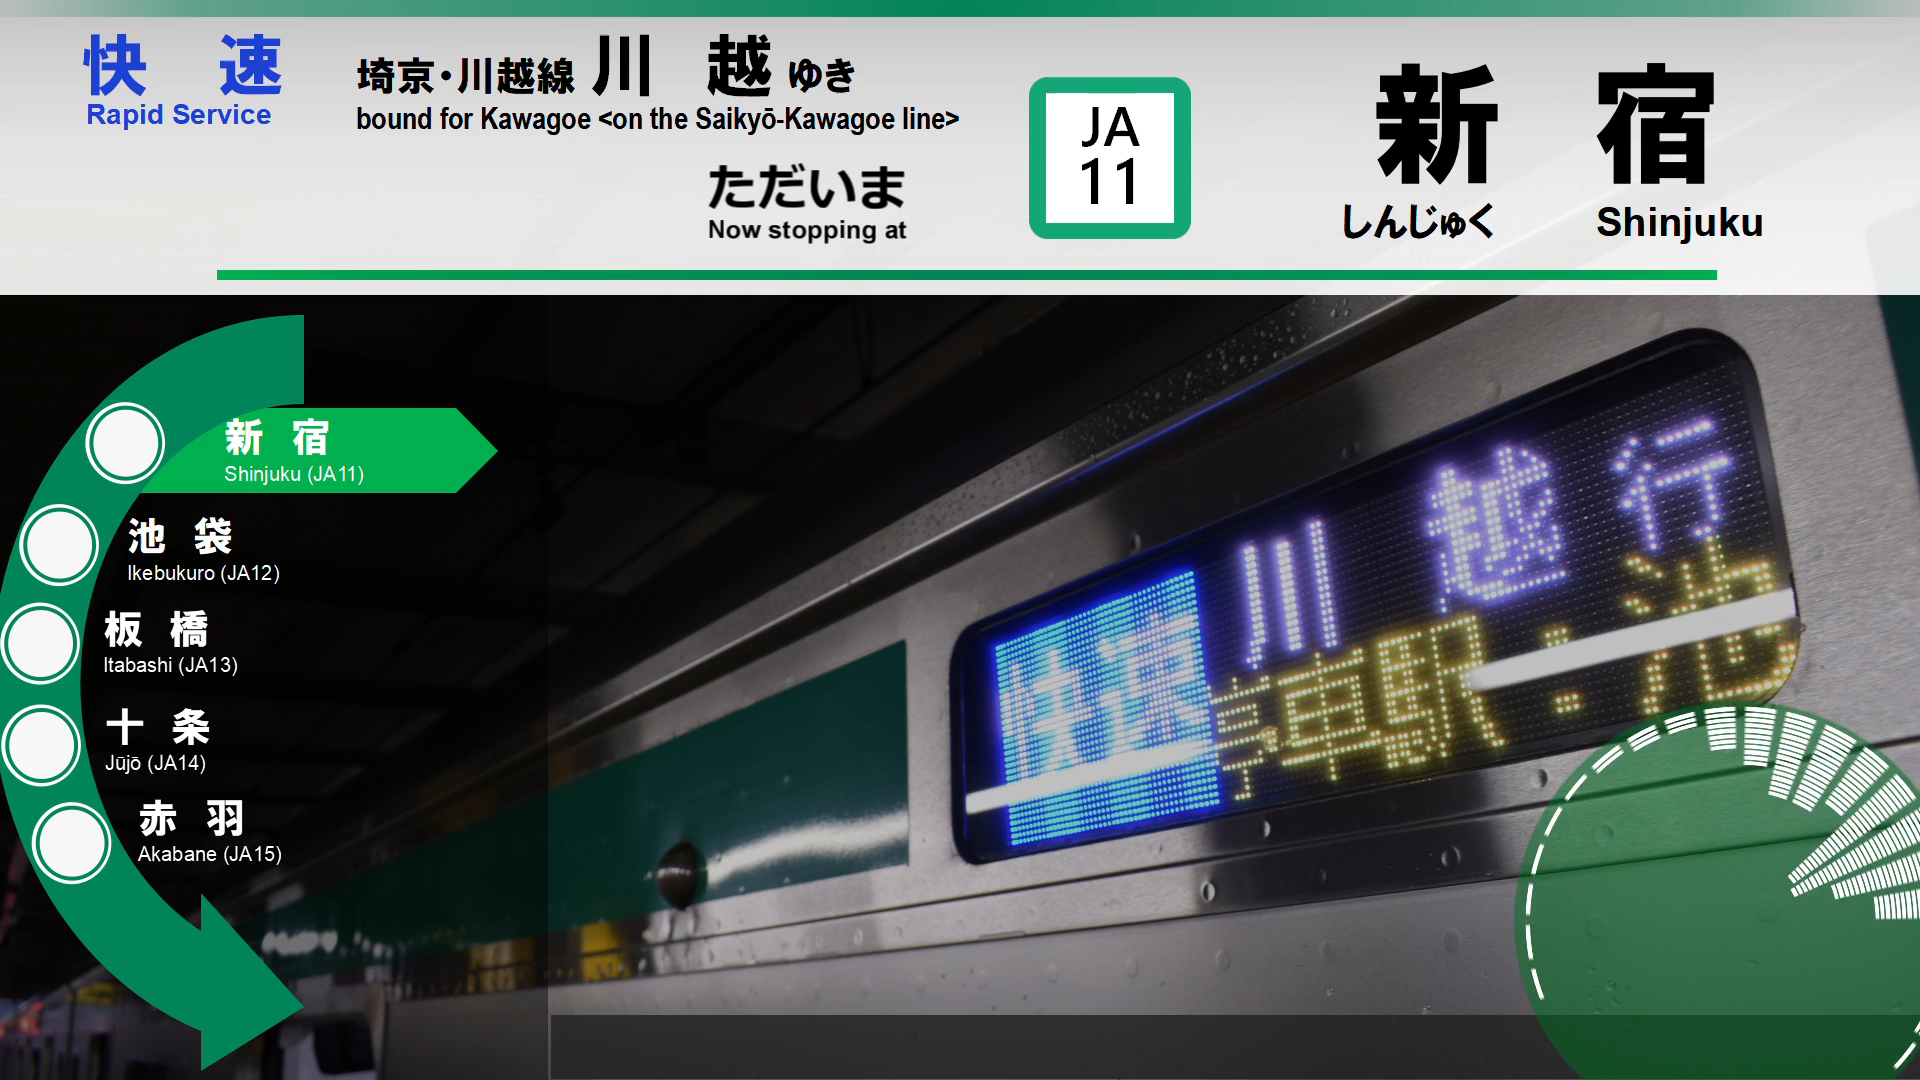 快速
Rapid Service
埼京・川越線 川越 ゆき
bound for Kawagoe <on the Saikyō-Kawagoe line>
ただいま
Now stopping at
JA
11
新宿
しんじゅく
Shinjuku
新宿
Shinjuku (JA11)
池袋
Ikebukuro (JA12)
板橋
Itabashi (JA13)
十条
Jūjō (JA14)
赤羽
Akabane (JA15)
快速
川越行
車駅：池